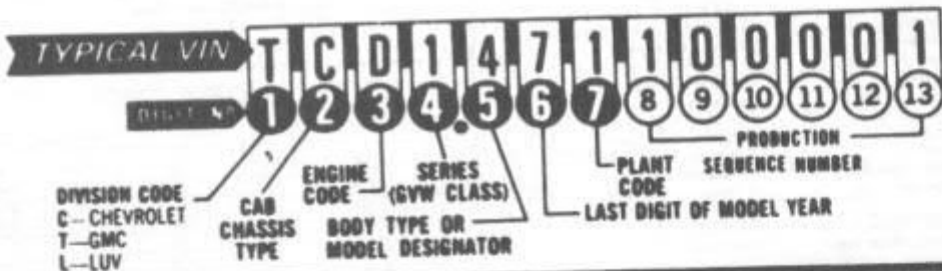 TYPICAL VIN
T C D 1 4 7 1 1 0 0 0 0 1
DIGIT NO
1 2 3 4 5 6 7 8 9 10 11 12 13
DIVISION CODE
C—CHEVROLET
T—GMC
L—LUV
CAB
CHASSIS
TYPE
ENGINE
CODE
SERIES
(GVW CLASS)
BODY TYPE OR
MODEL DESIGNATOR
LAST DIGIT OF MODEL YEAR
PLANT
CODE
PRODUCTION
SEQUENCE NUMBER